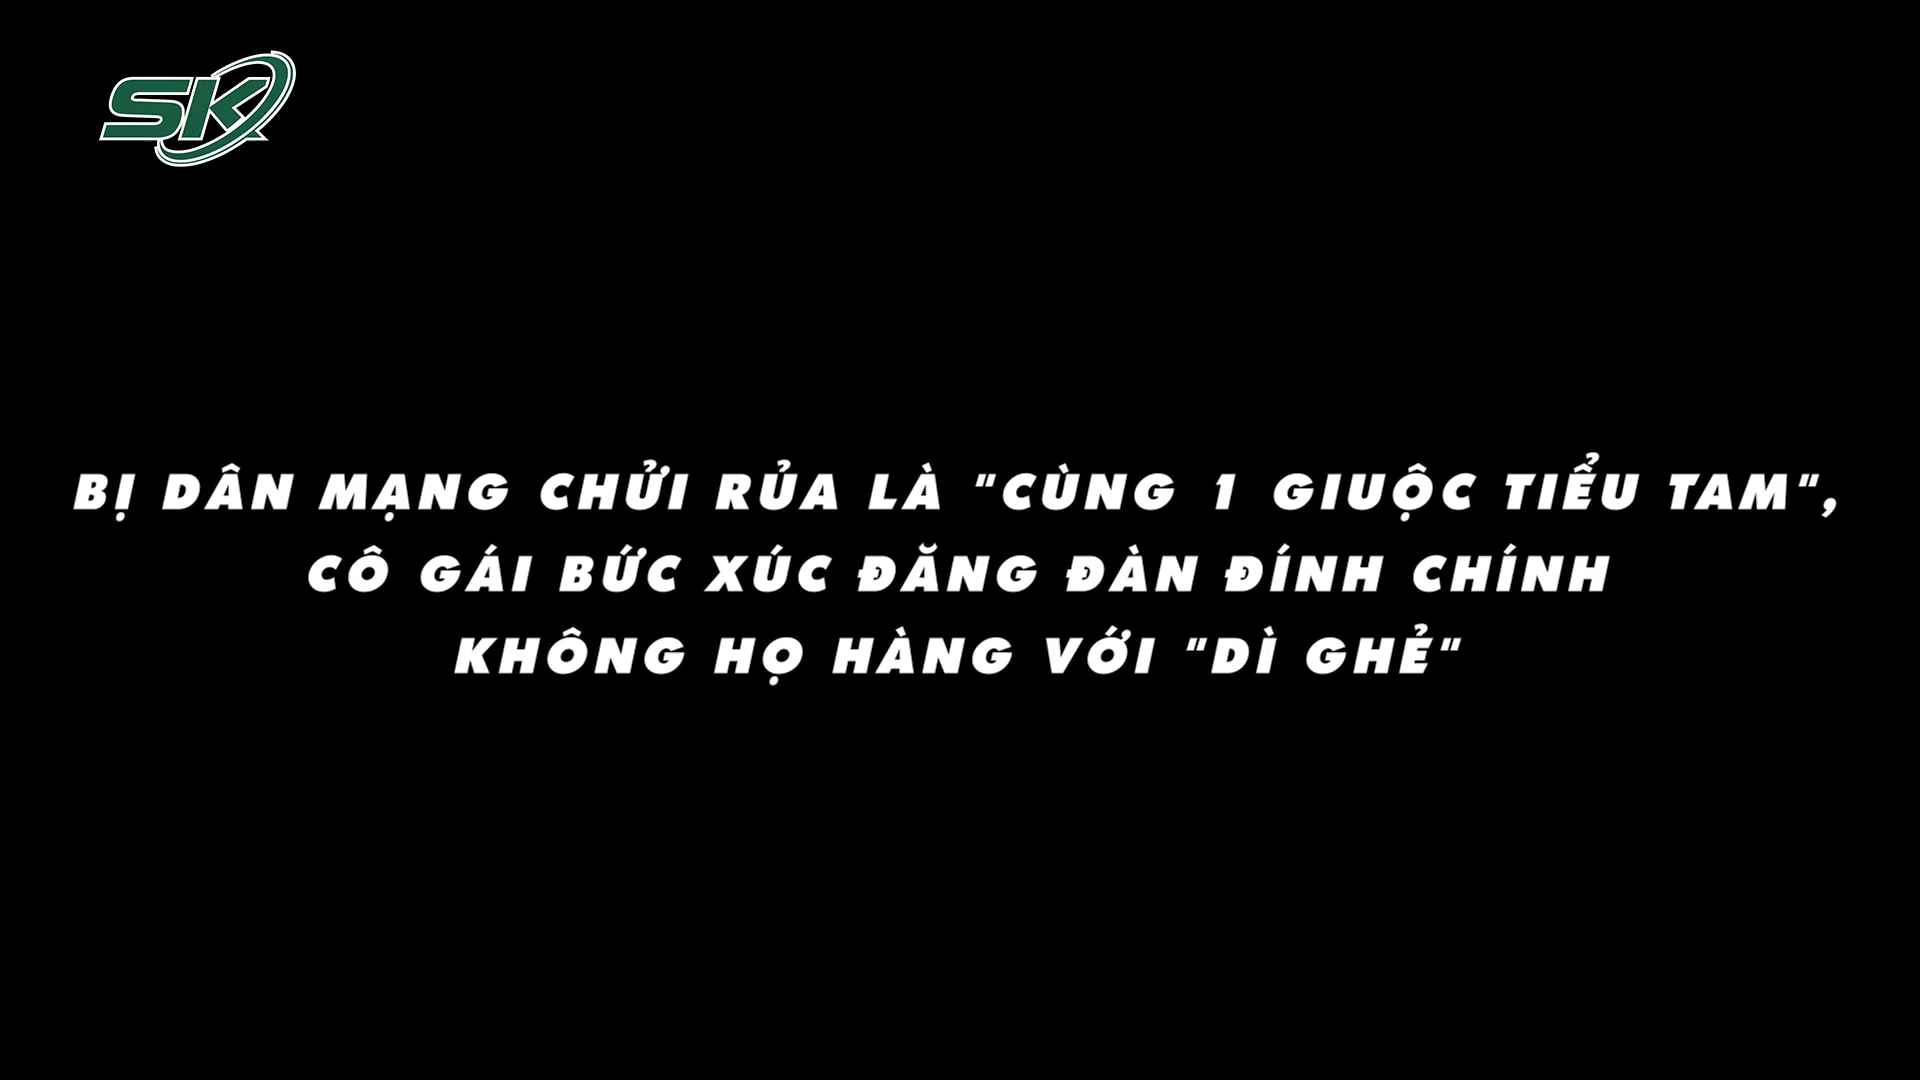 SK
BỊ DÂN MẠNG CHỬI RỦA LÀ "CÙNG 1 GIUỘC TIỂU TAM",
CÔ GÁI BỨC XÚC ĐĂNG ĐÀN ĐÍNH CHÍNH
KHÔNG HỌ HÀNG VỚI "DÌ GHẺ"